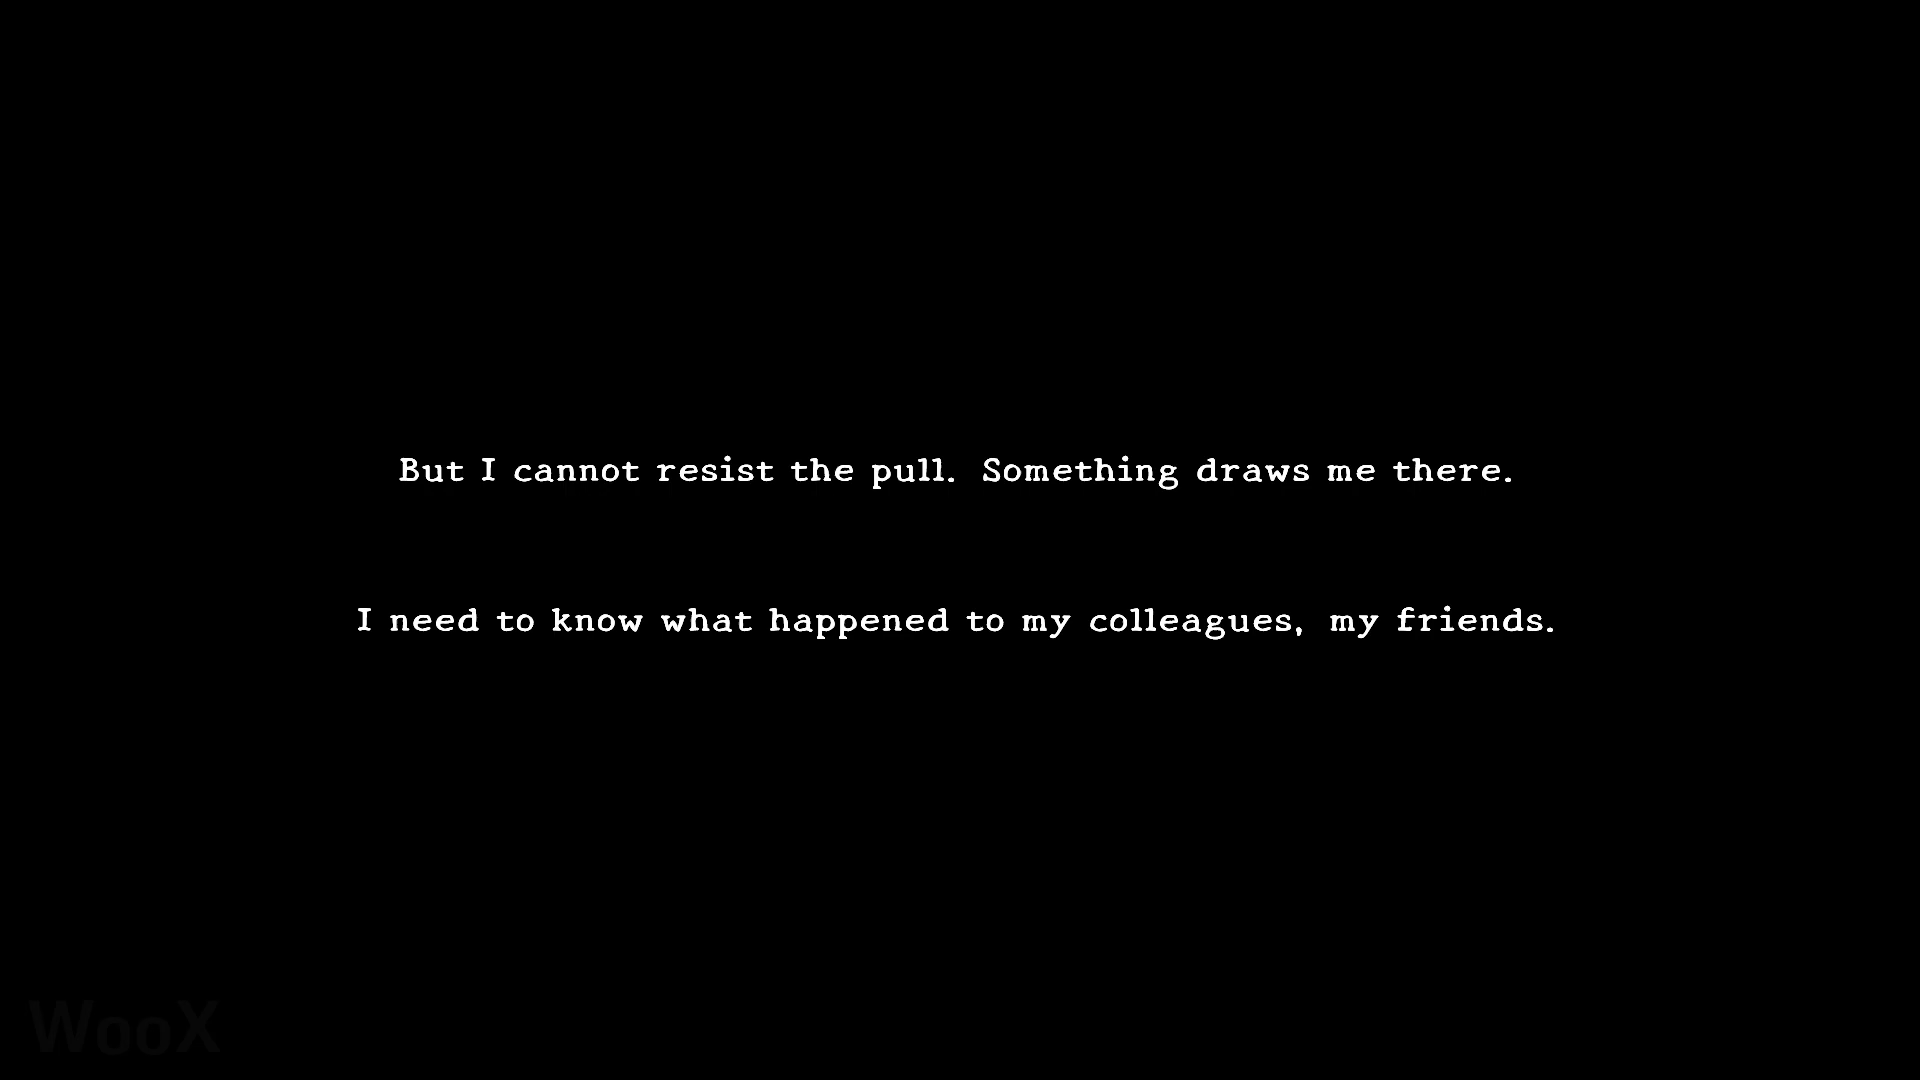 But I cannot resist the pull. Something draws me there.
I need to know what happened to my colleagues, my friends.
WooX